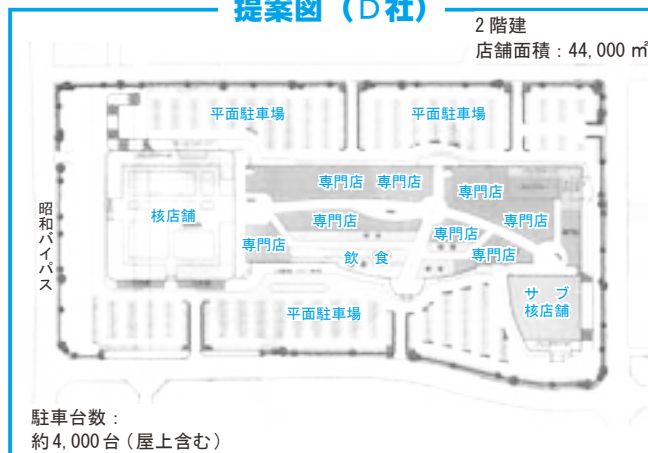 提案図（D社）
2階建
店舗面積：44,000㎡
平面駐車場
平面駐車場
専門店
専門店
専門店
核店舗
専門店
専門店
専門店
専門店
専門店
飲食
サブ
核店舗
平面駐車場
昭和バイパス
駐車台数：
約4,000台（屋上含む）